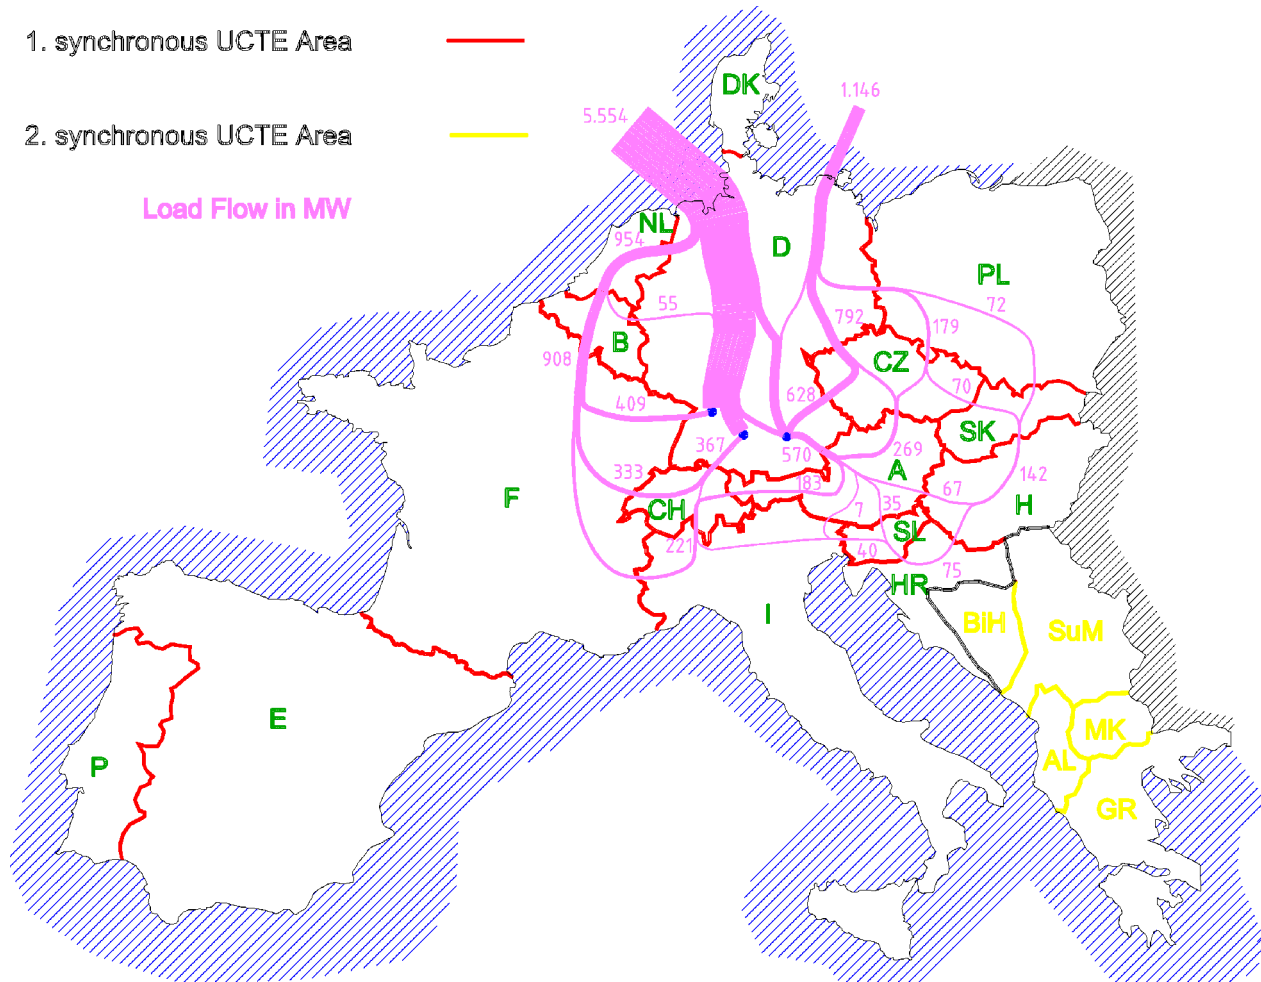 1. synchronous UCTE Area
2. synchronous UCTE Area
Load Flow in MW
DK
1.146
5.554
NL
954
D
PL
55
792
179
72
B
908
CZ
409
628
70
367
570
269
SK
333
183
A
67
142
F
CH
7
35
H
221
SL
40
75
HR
I
BiH
SuM
E
MK
P
AL
GR